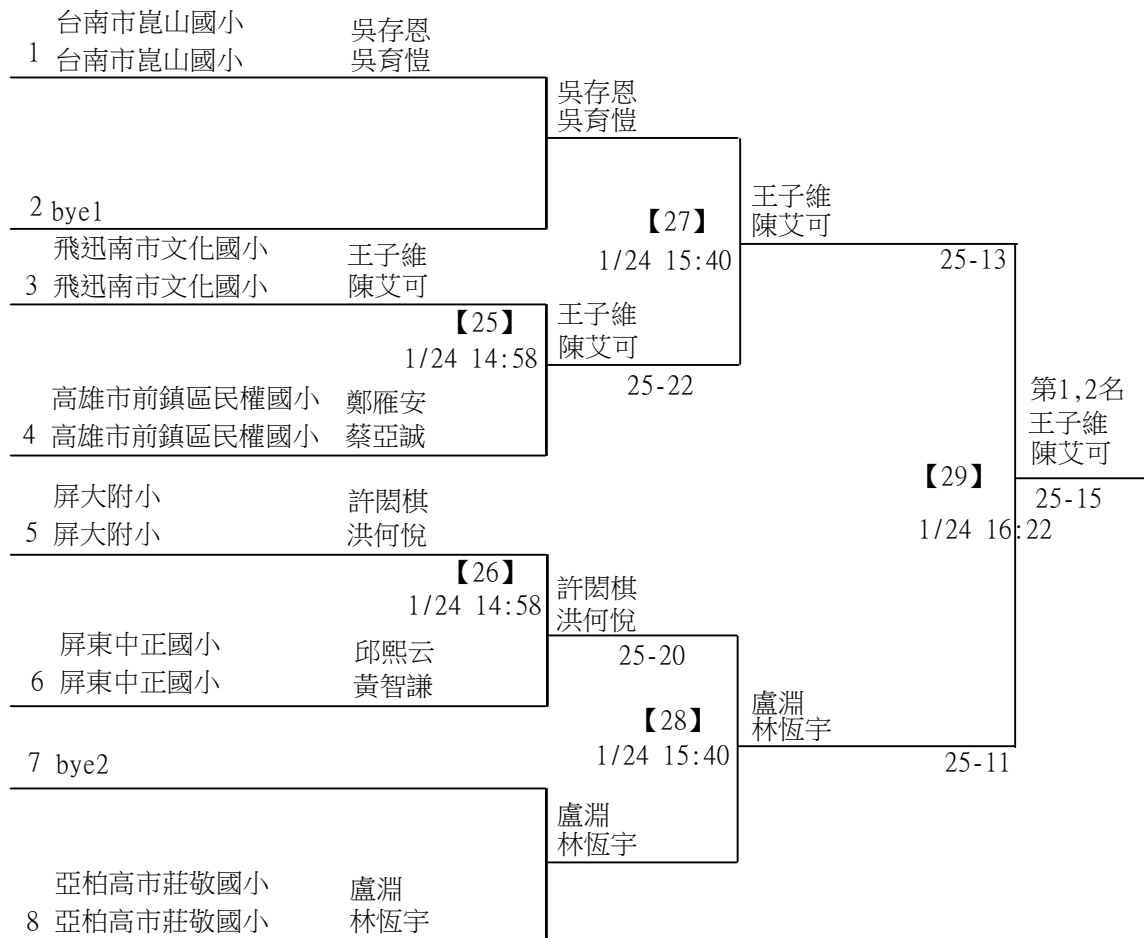 台南市崑山國小 吳存恩
1 台南市崑山國小 吳育愷
吳存恩
吳育愷
2 bye1
王子維
陳艾可
【27】
1/24 15:40
25-13
飛迅南市文化國小 王子維
3 飛迅南市文化國小 陳艾可
【25】
1/24 14:58
王子維
陳艾可
25-22
高雄市前鎮區民權國小 鄭雁安
4 高雄市前鎮區民權國小 蔡亞誠
第1,2名
王子維
陳艾可
【29】
25-15
1/24 16:22
屏大附小 許閎棋
5 屏大附小 洪何悅
【26】
1/24 14:58
許閎棋
洪何悅
25-20
屏東中正國小 邱熙云
6 屏東中正國小 黃智謙
【28】
1/24 15:40
盧淵
林恆宇
25-11
7 bye2
盧淵
林恆宇
亞柏高市莊敬國小 盧淵
8 亞柏高市莊敬國小 林恆宇